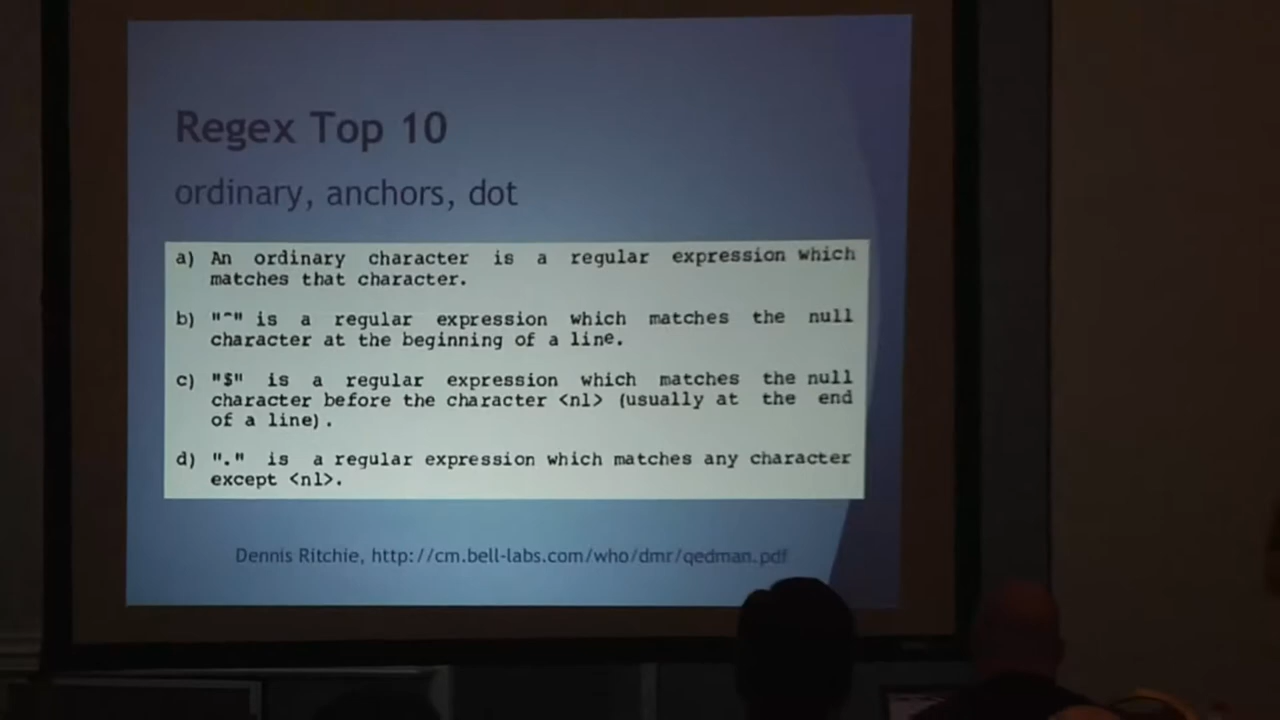 Regex Top 10
ordinary, anchors, dot
a) An ordinary character is a regular expression which
matches that character.
b) "^" is a regular expression which matches the null
character at the beginning of a line.
c) "$" is a regular expression which matches the null
character before the character <nl> (usually at the end
of a line).
d) "." is a regular expression which matches any character
except <nl>.
Dennis Ritchie, http://cm.bell-labs.com/who/dmr/qedman.pdf